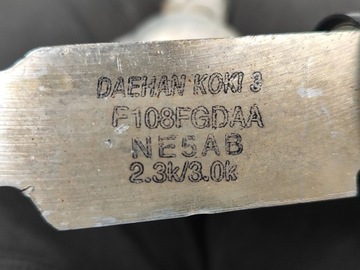 DAEHAN KOKI 3
F108FGDAA
NE5AB
2.3k/3.0k